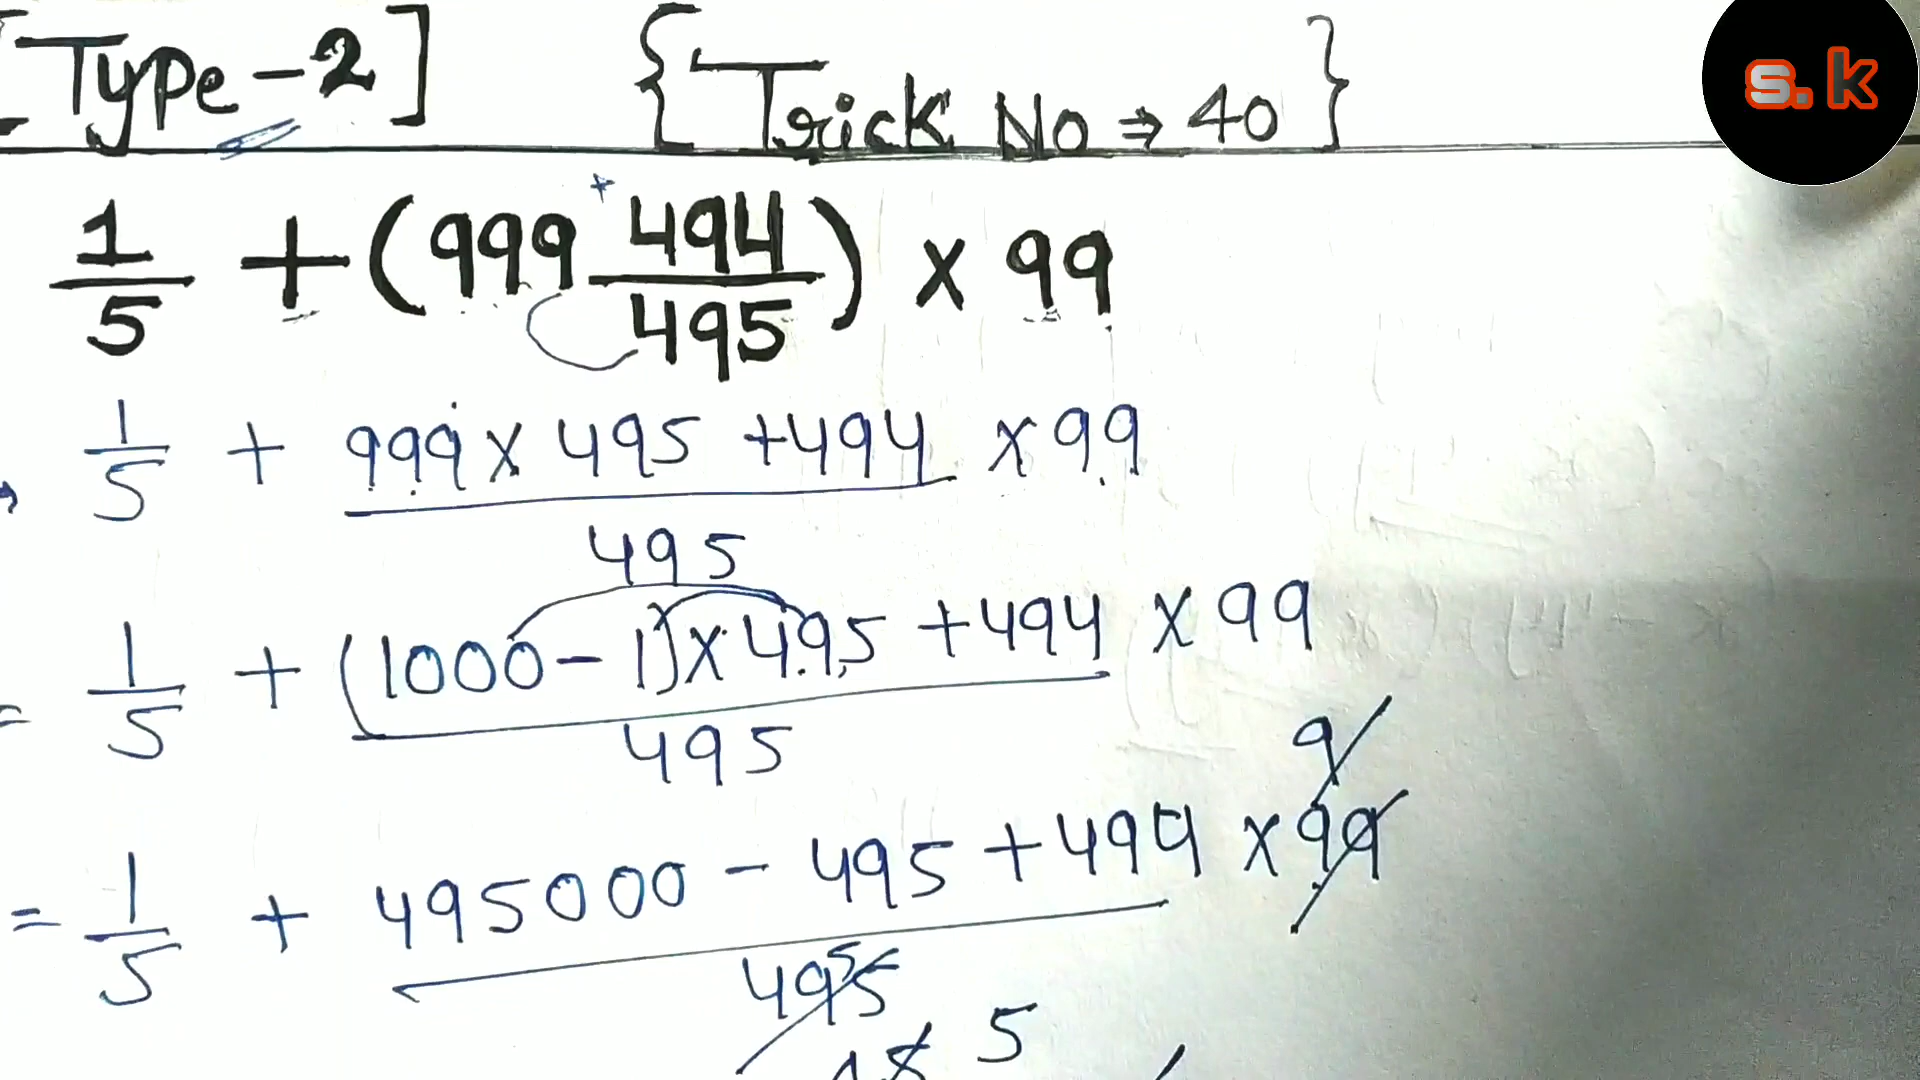 [Type-2] {Trick No ⇒ 40}
s.k
1/5 + (999 + 494/495) × 99
1/5 + 999 × 495 + 494 / 495 × 99
= 1/5 + (1000 - 1) × 495 + 494 / 495 × 99
9
= 1/5 + 495000 - 495 + 494 / 495 × 99
5
5